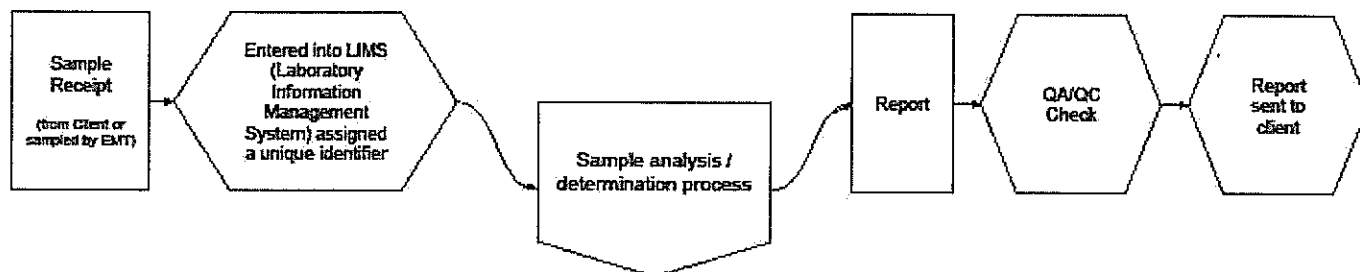 Sample
Receipt
(from Client or
sampled by EMT)
Entered into LIMS
(Laboratory
Information
Management
System) assigned
a unique identifier
Sample analysis /
determination process
Report
QA/QC
Check
Report
sent to
client